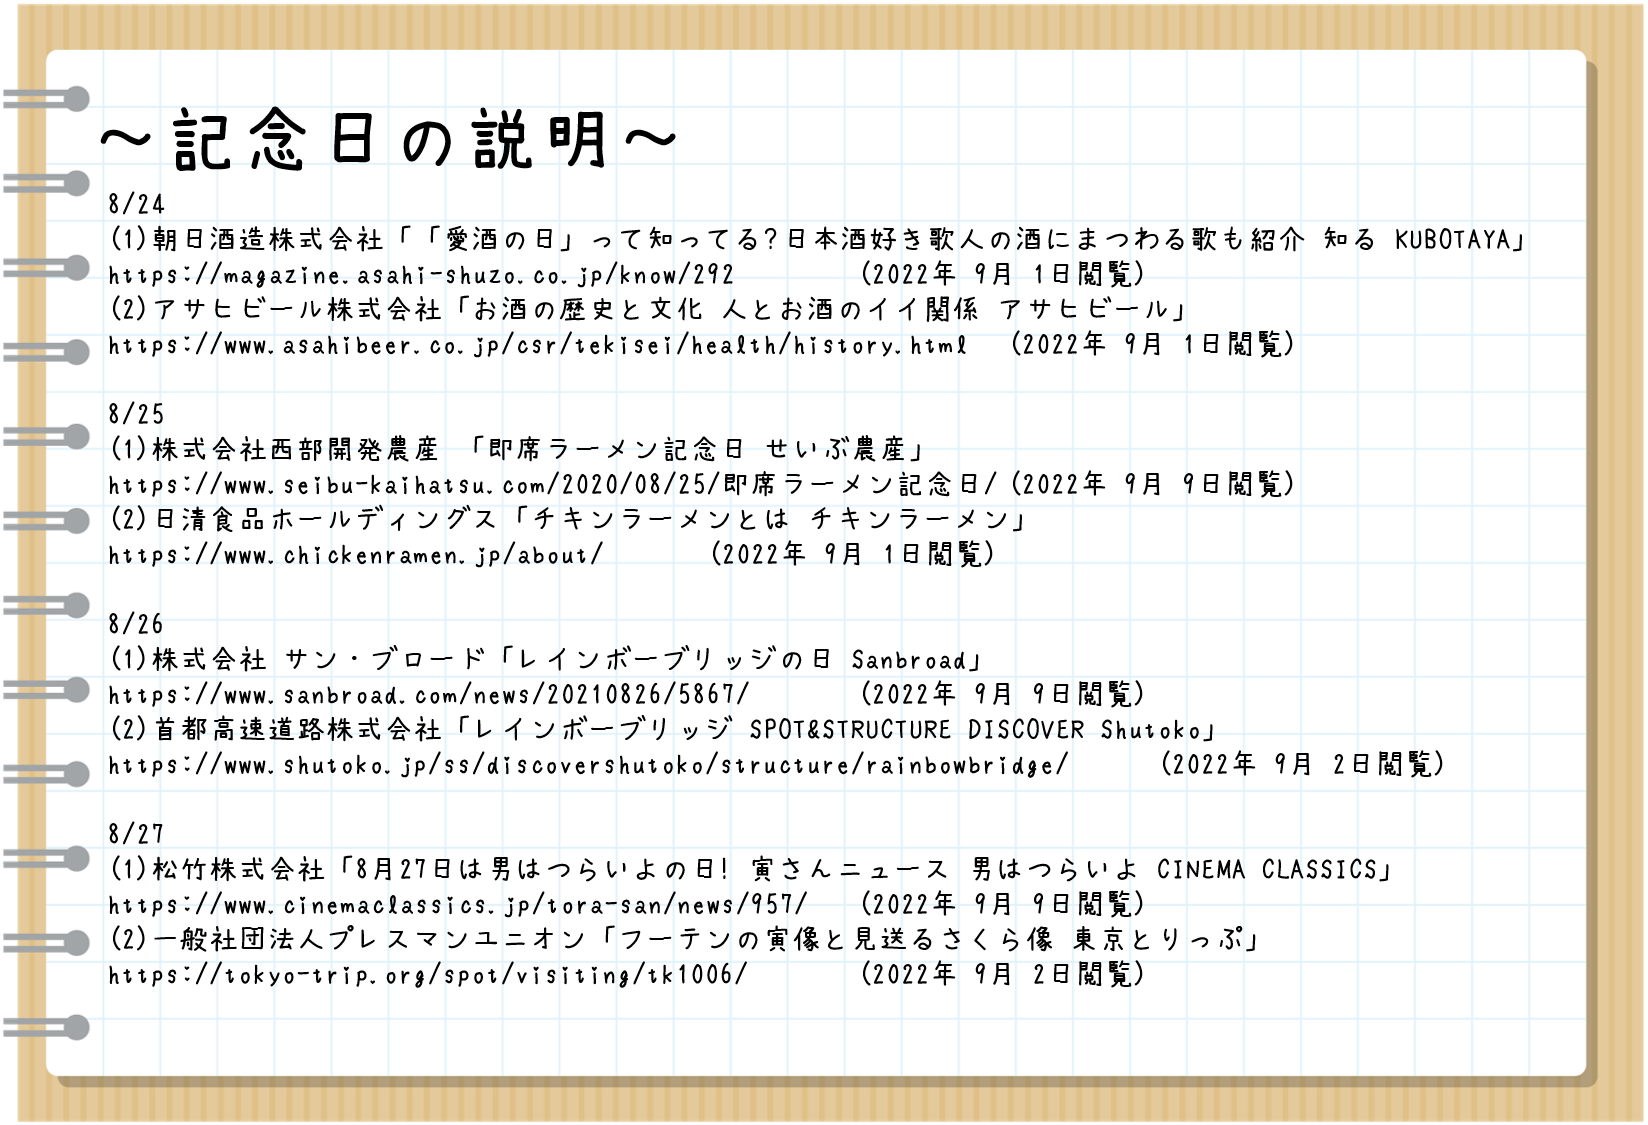 ～記念日の説明～
8/24
(1)朝日酒造株式会社「「愛酒の日」って知ってる?日本酒好き歌人の酒にまつわる歌も紹介 知る KUBOTAYA」
https://magazine.asahi-shuzo.co.jp/know/292 (2022年 9月 1日閲覧)
(2)アサヒビール株式会社「お酒の歴史と文化 人とお酒のイイ関係 アサヒビール」
https://www.asahibeer.co.jp/csr/tekisei/health/history.html (2022年 9月 1日閲覧)
8/25
(1)株式会社西部開発農産 「即席ラーメン記念日 せいぶ農産」
https://www.seibu-kaihatsu.com/2020/08/25/即席ラーメン記念日/ (2022年 9月 9日閲覧)
(2)日清食品ホールディングス「チキンラーメンとは チキンラーメン」
https://www.chickenramen.jp/about/ (2022年 9月 1日閲覧)
8/26
(1)株式会社 サン・ブロード「レインボーブリッジの日 Sanbroad」
https://www.sanbroad.com/news/20210826/5867/ (2022年 9月 9日閲覧)
(2)首都高速道路株式会社「レインボーブリッジ SPOT&STRUCTURE DISCOVER Shutoko」
https://www.shutoko.jp/ss/discovershutoko/structure/rainbowbridge/ (2022年 9月 2日閲覧)
8/27
(1)松竹株式会社「8月27日は男はつらいよの日! 寅さんニュース 男はつらいよ CINEMA CLASSICS」
https://www.cinemaclassics.jp/tora-san/news/957/ (2022年 9月 9日閲覧)
(2)一般社団法人プレスマンユニオン「フーテンの寅像と見送るさくら像 東京とりっぷ」
https://tokyo-trip.org/spot/visiting/tk1006/ (2022年 9月 2日閲覧)